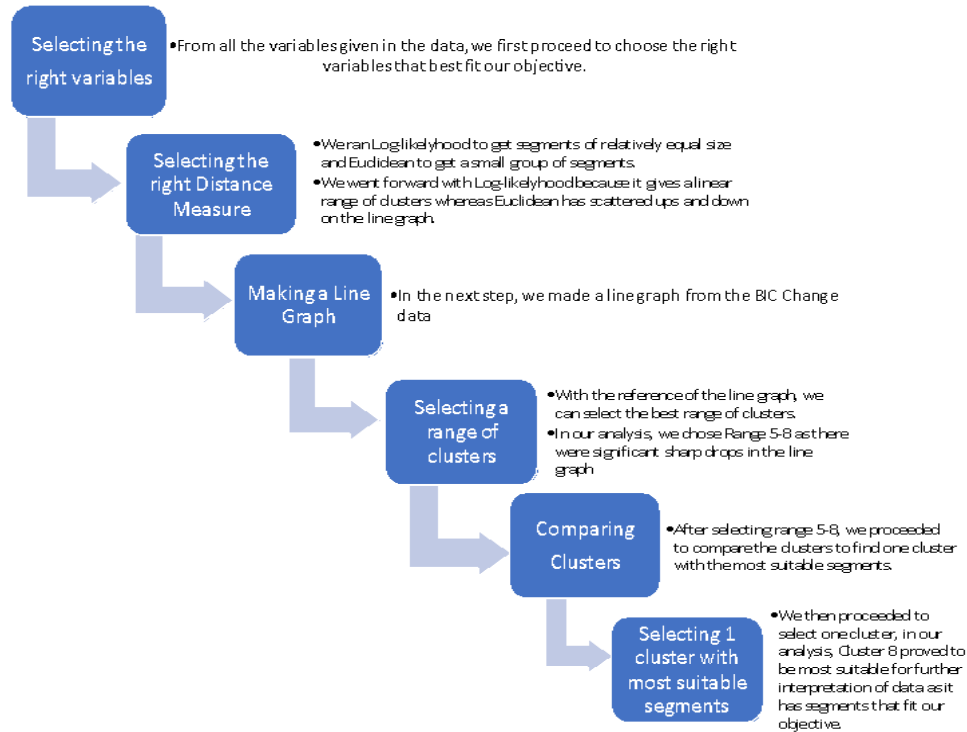 Selecting the
right variables
•From all the variables given in the data, we first proceed to choose the right
variables that best fit our objective.
Selecting the
right Distance
Measure
•We ran Log-likelyhood to get segments of relatively equal size
and Euclidean to get a small group of segments.
•We went forward with Log-likelyhood because it gives a linear
range of clusters whereas Euclidean has scattered ups and down
on the line graph.
Making a Line
Graph
•In the next step, we made a line graph from the BIC Change
data
Selecting a
range of
clusters
•With the reference of the line graph, we
can select the best range of clusters.
•In our analysis, we chose Range 5-8 as there
were significant sharp drops in the line
graph
Comparing
Clusters
•After selecting range 5-8, we proceeded
to compare the clusters to find one cluster
with the most suitable segments.
Selecting 1
cluster with
most suitable
segments
•We then proceeded to
select one cluster, in our
analysis, Cluster 8 proved to
be most suitable for further
interpretation of data as it
has segments that fit our
objective.